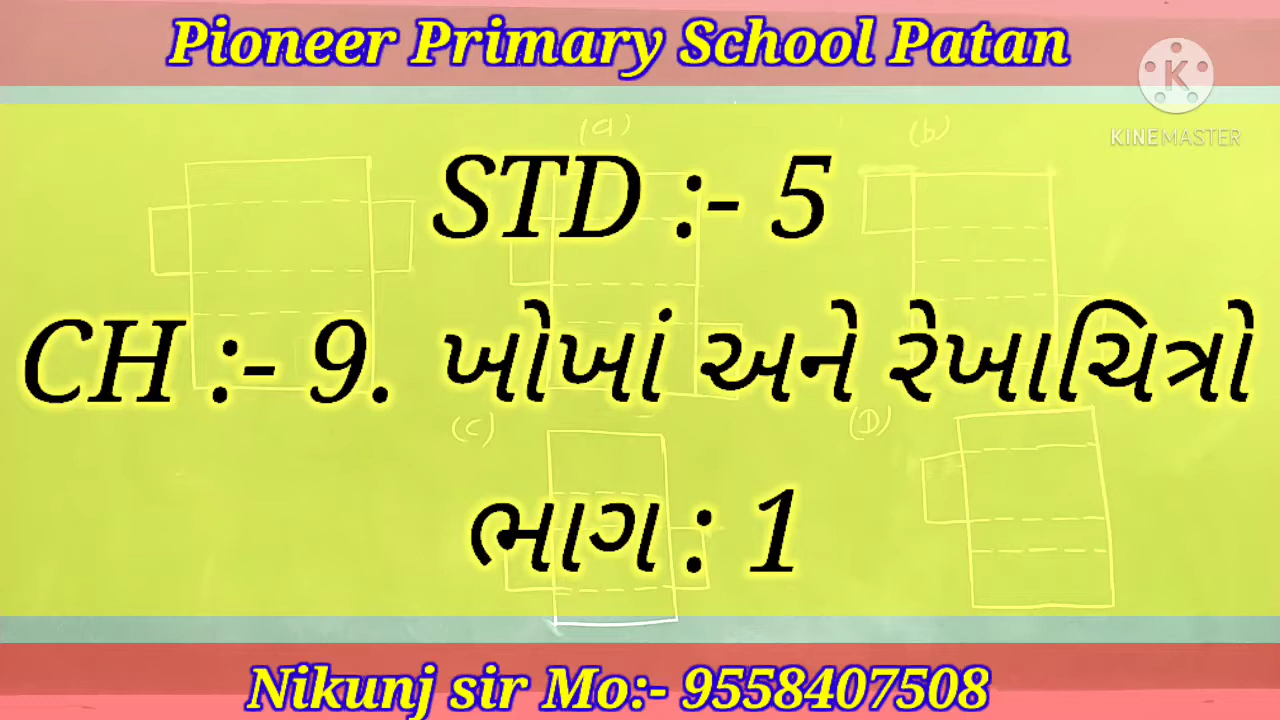 Pioneer Primary School Patan
K
KINEMASTER
(a)
(b)
STD :- 5
CH :- 9. ખોખાં અને રેખાચિત્રો
(C)
(D)
ભાગ : 1
Nikunj sir Mo:- 9558407508